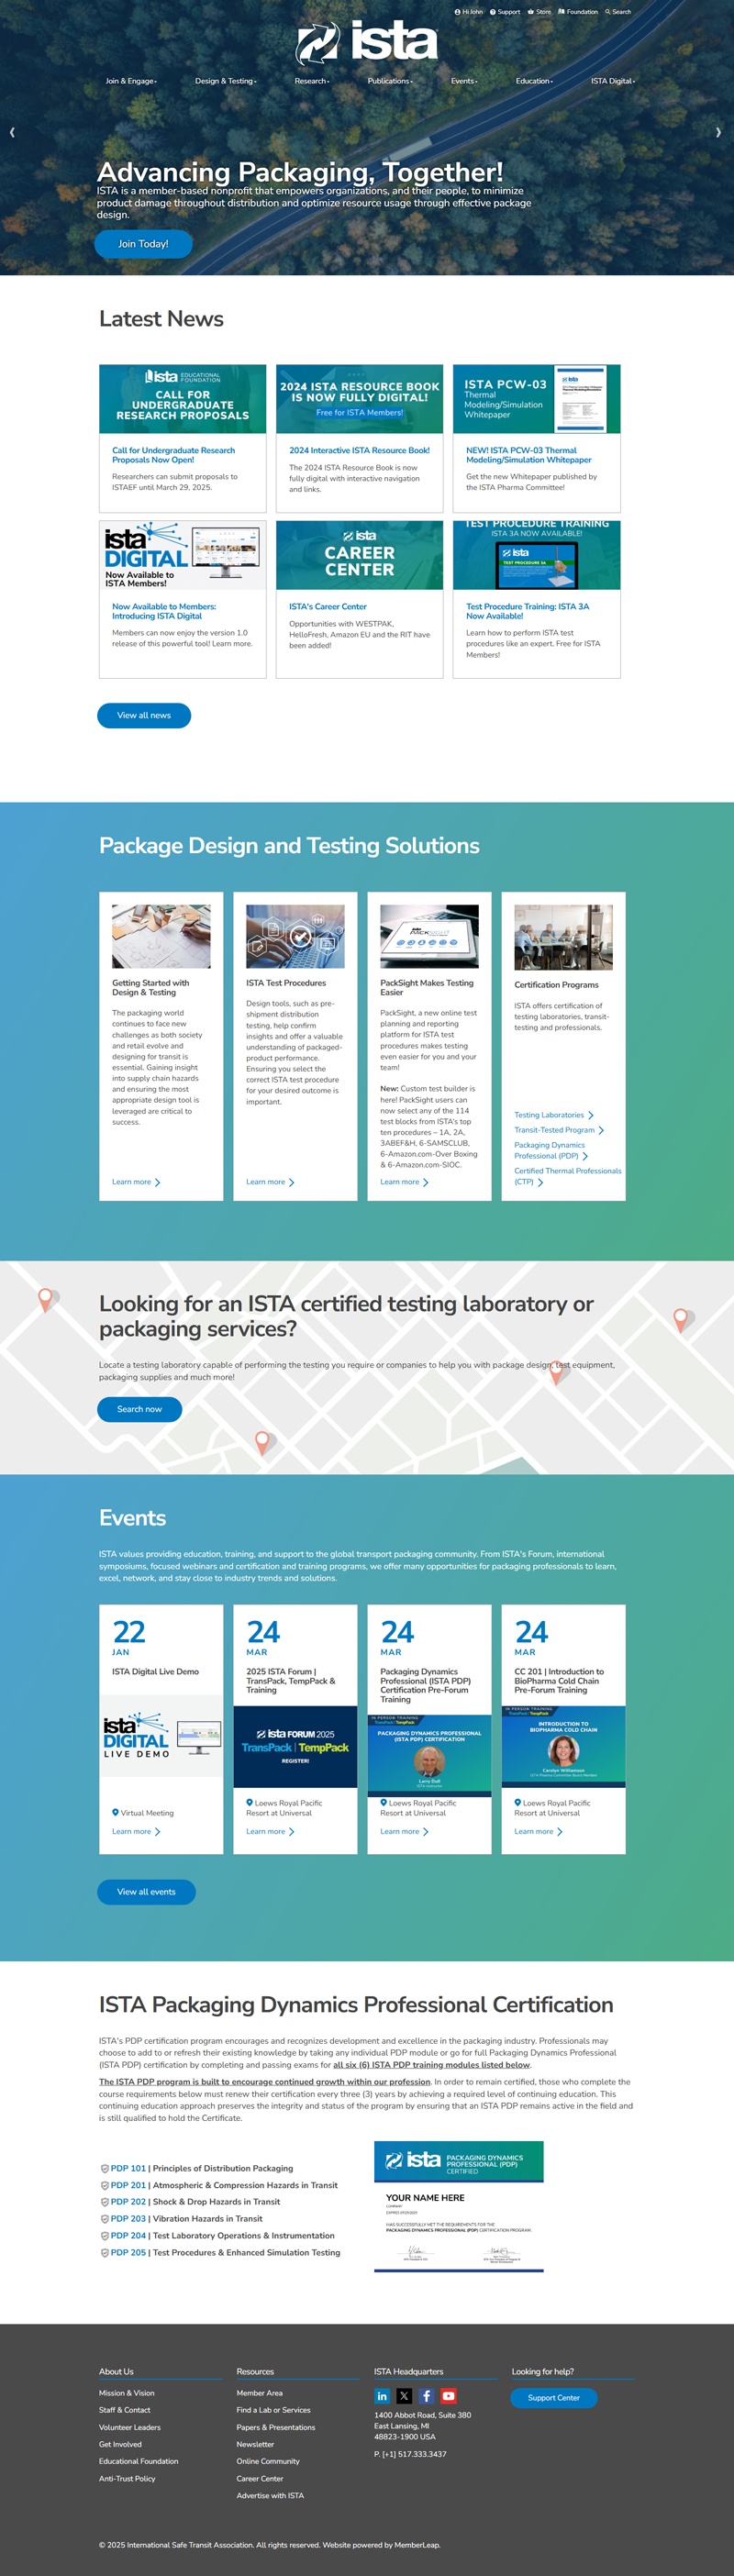 Hi John Support Store Foundation Search
ista
Join & Engage Design & Testing Research Publications Events Education ISTA Digital
Advancing Packaging, Together!
ISTA is a member-based nonprofit that empowers organizations, and their people, to minimize
product damage throughout distribution and optimize resource usage through effective package
design.
Join Today!
Latest News
ista EDUCATIONAL
FOUNDATION
CALL FOR
UNDERGRADUATE
RESEARCH PROPOSALS
Call for Undergraduate Research
Proposals Now Open!
Researchers can submit proposals to
ISTAEF until March 29, 2025.
2024 ISTA RESOURCE BOOK
IS NOW FULLY DIGITAL!
Free for ISTA Members!
2024 Interactive ISTA Resource Book!
The 2024 ISTA Resource Book is now
fully digital with interactive navigation
and links.
ISTA PCW-03
Thermal
Modeling/Simulation
Whitepaper
ista
NEW! ISTA PCW-03 Thermal
Modeling/Simulation Whitepaper
Get the new Whitepaper published by
the ISTA Pharma Committee!
ista
DIGITAL
Now Available to
ISTA Members!
Now Available to Members:
Introducing ISTA Digital
Members can now enjoy the version 1.0
release of this powerful tool! Learn more.
ista
CAREER
CENTER
ISTA's Career Center
Opportunities with WESTPAK,
HelloFresh, Amazon EU and the RIT have
been added!
TEST PROCEDURE TRAINING
ISTA 3A NOW AVAILABLE!
ista
TEST PROCEDURE 3A
Test Procedure Training: ISTA 3A
Now Available!
Learn how to perform ISTA test
procedures like an expert. Free for ISTA
Members!
View all news
Package Design and Testing Solutions
Getting Started with
Design & Testing
The packaging world
continues to face new
challenges as both society
and retail evolve and
designing for transit is
essential. Gaining insight
into supply chain hazards
and ensuring the most
appropriate design tool is
leveraged are critical to
success.
Learn more
ISTA Test Procedures
Design tools, such as pre-
shipment distribution
testing, help confirm
insights and offer a valuable
understanding of packaged-
product performance.
Ensuring you select the
correct ISTA test procedure
for your desired outcome is
important.
Learn more
PACKSIGHT
PackSight Makes Testing
Easier
PackSight, a new online test
planning and reporting
platform for ISTA test
procedures makes testing
even easier for you and your
team!
New: Custom test builder is
here! PackSight users can
now select any of the 114
test blocks from ISTA's top
ten procedures – 1A, 2A,
3ABEF&H, 6-SAMSCLUB,
6-Amazon.com-Over Boxing
& 6-Amazon.com-SIOC.
Learn more
Certification Programs
ISTA offers certification of
testing laboratories, transit-
testing and professionals.
Testing Laboratories
Transit-Tested Program
Packaging Dynamics
Professional (PDP)
Certified Thermal Professionals
(CTP)
Looking for an ISTA certified testing laboratory or
packaging services?
Locate a testing laboratory capable of performing the testing you require or companies to help you with package design, test equipment,
packaging supplies and much more!
Search now
Events
ISTA values providing education, training, and support to the global transport packaging community. From ISTA's Forum, international
symposiums, focused webinars and certification and training programs, we offer many opportunities for packaging professionals to learn,
excel, network, and stay close to industry trends and solutions.
22
JAN
ISTA Digital Live Demo
ista
DIGITAL
LIVE DEMO
Virtual Meeting
Learn more
24
MAR
2025 ISTA Forum |
TransPack, TempPack &
Training
ista FORUM 2025
TransPack | TempPack
REGISTER!
Loews Royal Pacific
Resort at Universal
Learn more
24
MAR
Packaging Dynamics
Professional (ISTA PDP)
Certification Pre-Forum
Training
IN PERSON TRAINING
TransPack | TempPack
PACKAGING DYNAMICS PROFESSIONAL
(ISTA PDP) CERTIFICATION
Larry Dull
Loews Royal Pacific
Resort at Universal
Learn more
24
MAR
CC 201 | Introduction to
BioPharma Cold Chain
Pre-Forum Training
IN PERSON TRAINING
TransPack | TempPack
INTRODUCTION TO
BIOPHARMA COLD CHAIN
Carolyn Williamson
Loews Royal Pacific
Resort at Universal
Learn more
View all events
ISTA Packaging Dynamics Professional Certification
ISTA's PDP certification program encourages and recognizes development and excellence in the packaging industry. Professionals may
choose to add to or refresh their existing knowledge by taking any individual PDP module or go for full Packaging Dynamics Professional
(ISTA PDP) certification by completing and passing exams for all six (6) ISTA PDP training modules listed below.
The ISTA PDP program is built to encourage continued growth within our profession. In order to remain certified, those who complete the
course requirements below must renew their certification every three (3) years by achieving a required level of continuing education. This
continuing education approach preserves the integrity and status of the program by ensuring that an ISTA PDP remains active in the field and
is still qualified to hold the Certificate.
PDP 101 | Principles of Distribution Packaging
PDP 201 | Atmospheric & Compression Hazards in Transit
PDP 202 | Shock & Drop Hazards in Transit
PDP 203 | Vibration Hazards in Transit
PDP 204 | Test Laboratory Operations & Instrumentation
PDP 205 | Test Procedures & Enhanced Simulation Testing
ista PACKAGING DYNAMICS
PROFESSIONAL (PDP)
CERTIFIED
YOUR NAME HERE
HAS SUCCESSFULLY MET THE REQUIREMENTS FOR THE
PACKAGING DYNAMICS PROFESSIONAL (PDP) CERTIFICATION PROGRAM.
About Us
Mission & Vision
Staff & Contact
Volunteer Leaders
Get Involved
Educational Foundation
Anti-Trust Policy
Resources
Member Area
Find a Lab or Services
Papers & Presentations
Newsletter
Online Community
Career Center
Advertise with ISTA
ISTA Headquarters
1400 Abbot Road, Suite 380
East Lansing, MI
48823-1900 USA
P. [+1] 517.333.3437
Looking for help?
Support Center
© 2025 International Safe Transit Association. All rights reserved. Website powered by MemberLeap.